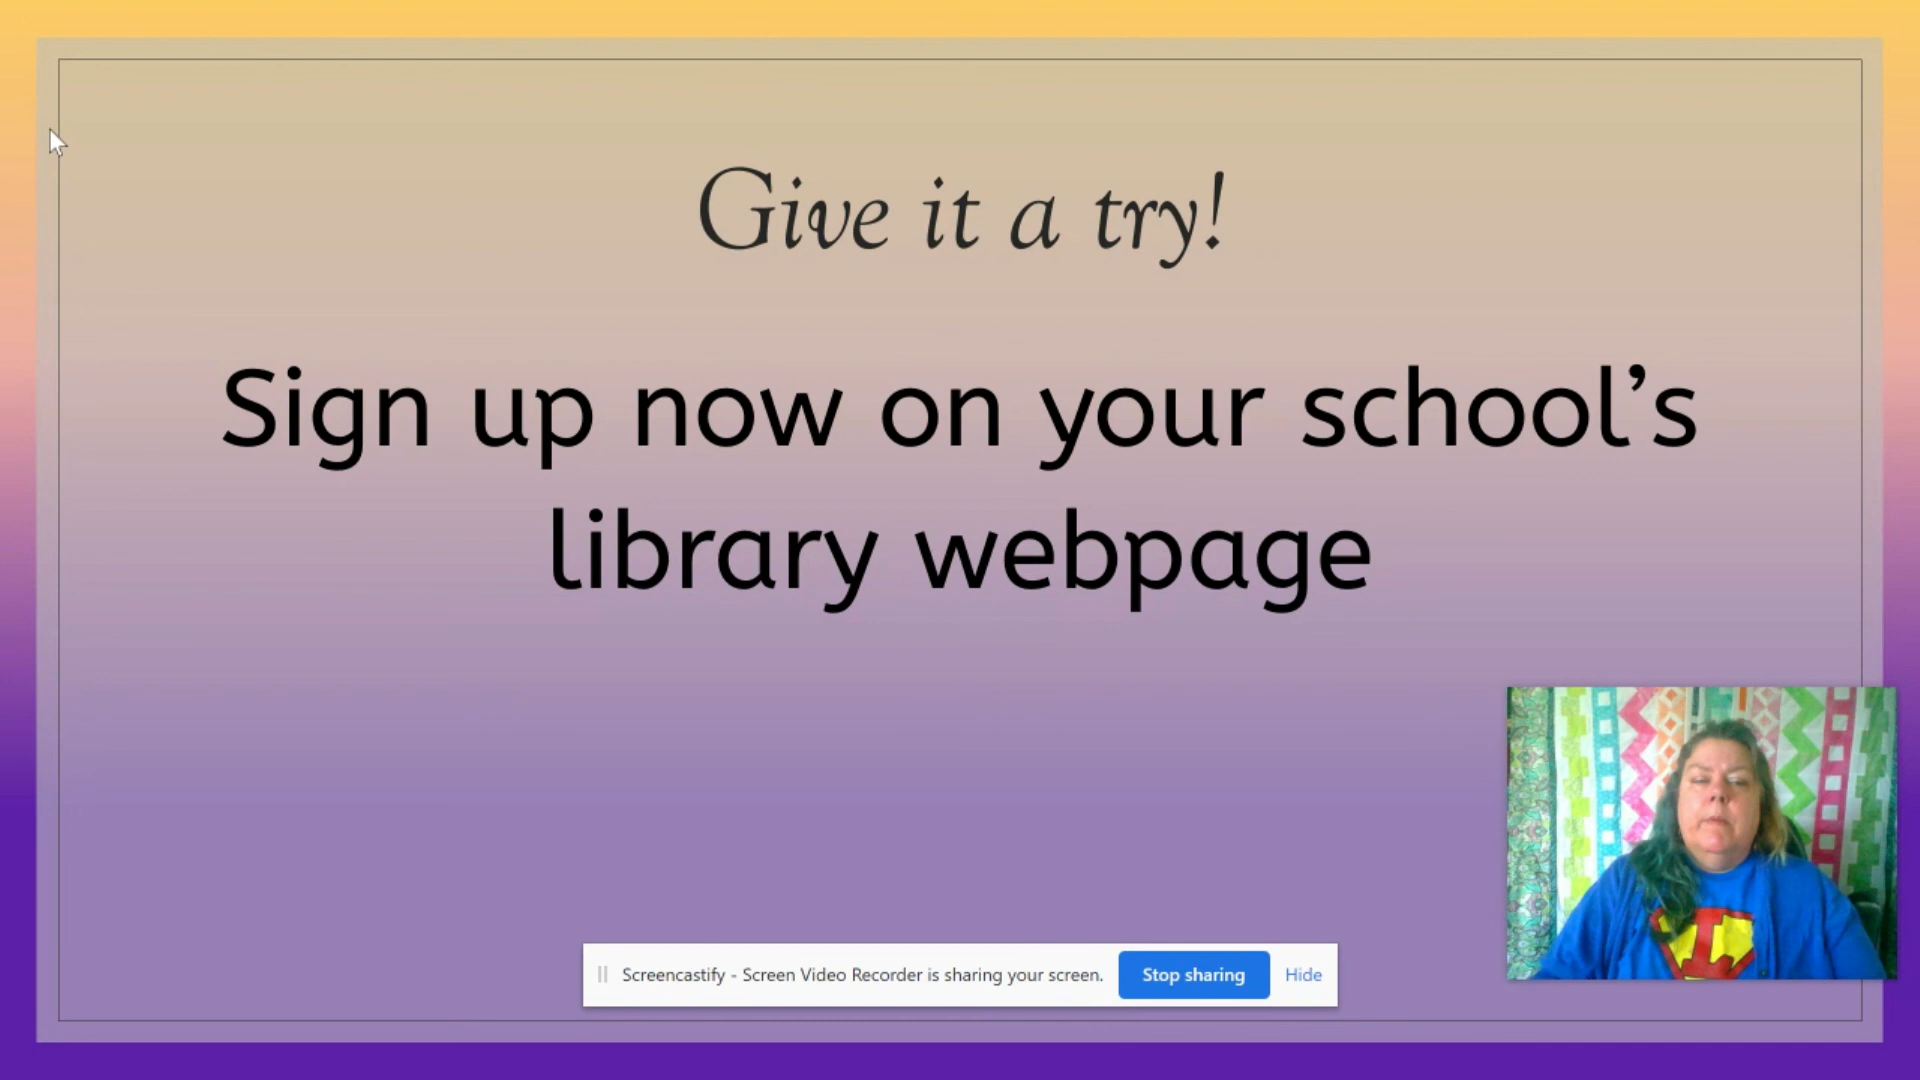 Give it a try!
Sign up now on your school’s
library webpage
Screencastify - Screen Video Recorder is sharing your screen.
Stop sharing
Hide